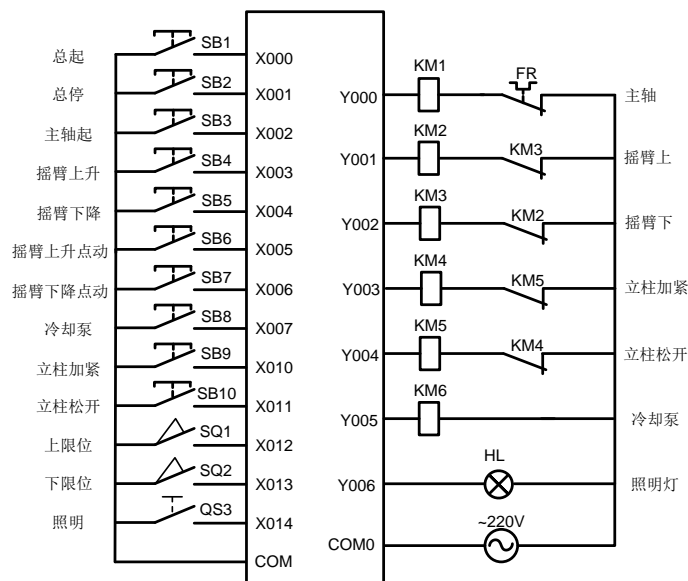 总起 SB1 X000
总停 SB2 X001
主轴起 SB3 X002
摇臂上升 SB4 X003
摇臂下降 SB5 X004
摇臂上升点动 SB6 X005
摇臂下降点动 SB7 X006
冷却泵 SB8 X007
立柱加紧 SB9 X010
立柱松开 SB10 X011
上限位 SQ1 X012
下限位 SQ2 X013
照明 QS3 X014
COM
Y000 KM1 FR 主轴
Y001 KM2 KM3 摇臂上
Y002 KM3 KM2 摇臂下
Y003 KM4 KM5 立柱加紧
Y004 KM5 KM4 立柱松开
Y005 KM6 冷却泵
Y006 HL 照明灯
COM0 ~220V